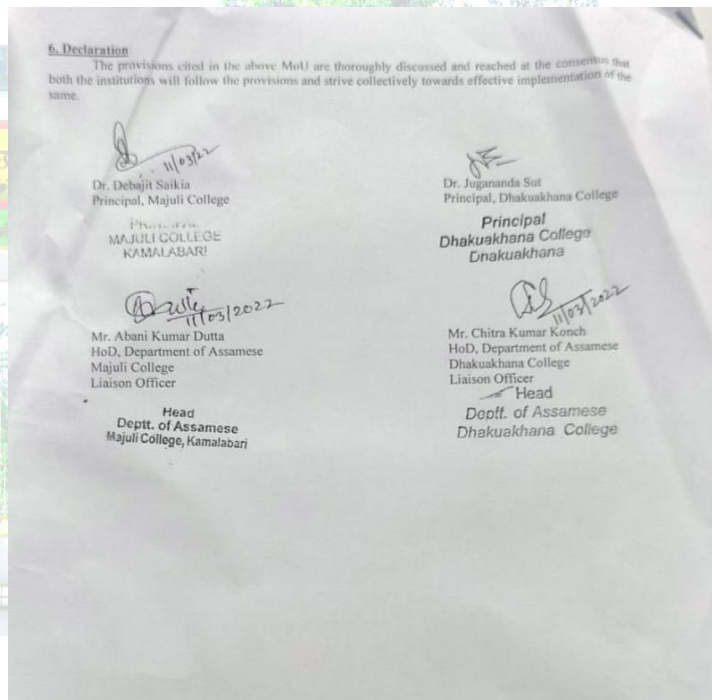 6. Declaration
The provisions cited in the above MoU are thoroughly discussed and reached at the consensus that
both the institutions will follow the provisions and strive collectively towards effective implementation of the
same.
11/03/22
Dr. Debajit Saikia
Principal, Majuli College
Principal
MAJULI COLLEGE
KAMALABARI
Dr. Jugananda Sut
Principal, Dhakuakhana College
Principal
Dhakuakhana College
Dhakuakhana
11/03/2022
Mr. Abani Kumar Dutta
HoD, Department of Assamese
Majuli College
Liaison Officer
Head
Deptt. of Assamese
Majuli College, Kamalabari
11/03/2022
Mr. Chitra Kumar Konch
HoD, Department of Assamese
Dhakuakhana College
Liaison Officer
Head
Deptt. of Assamese
Dhakuakhana College